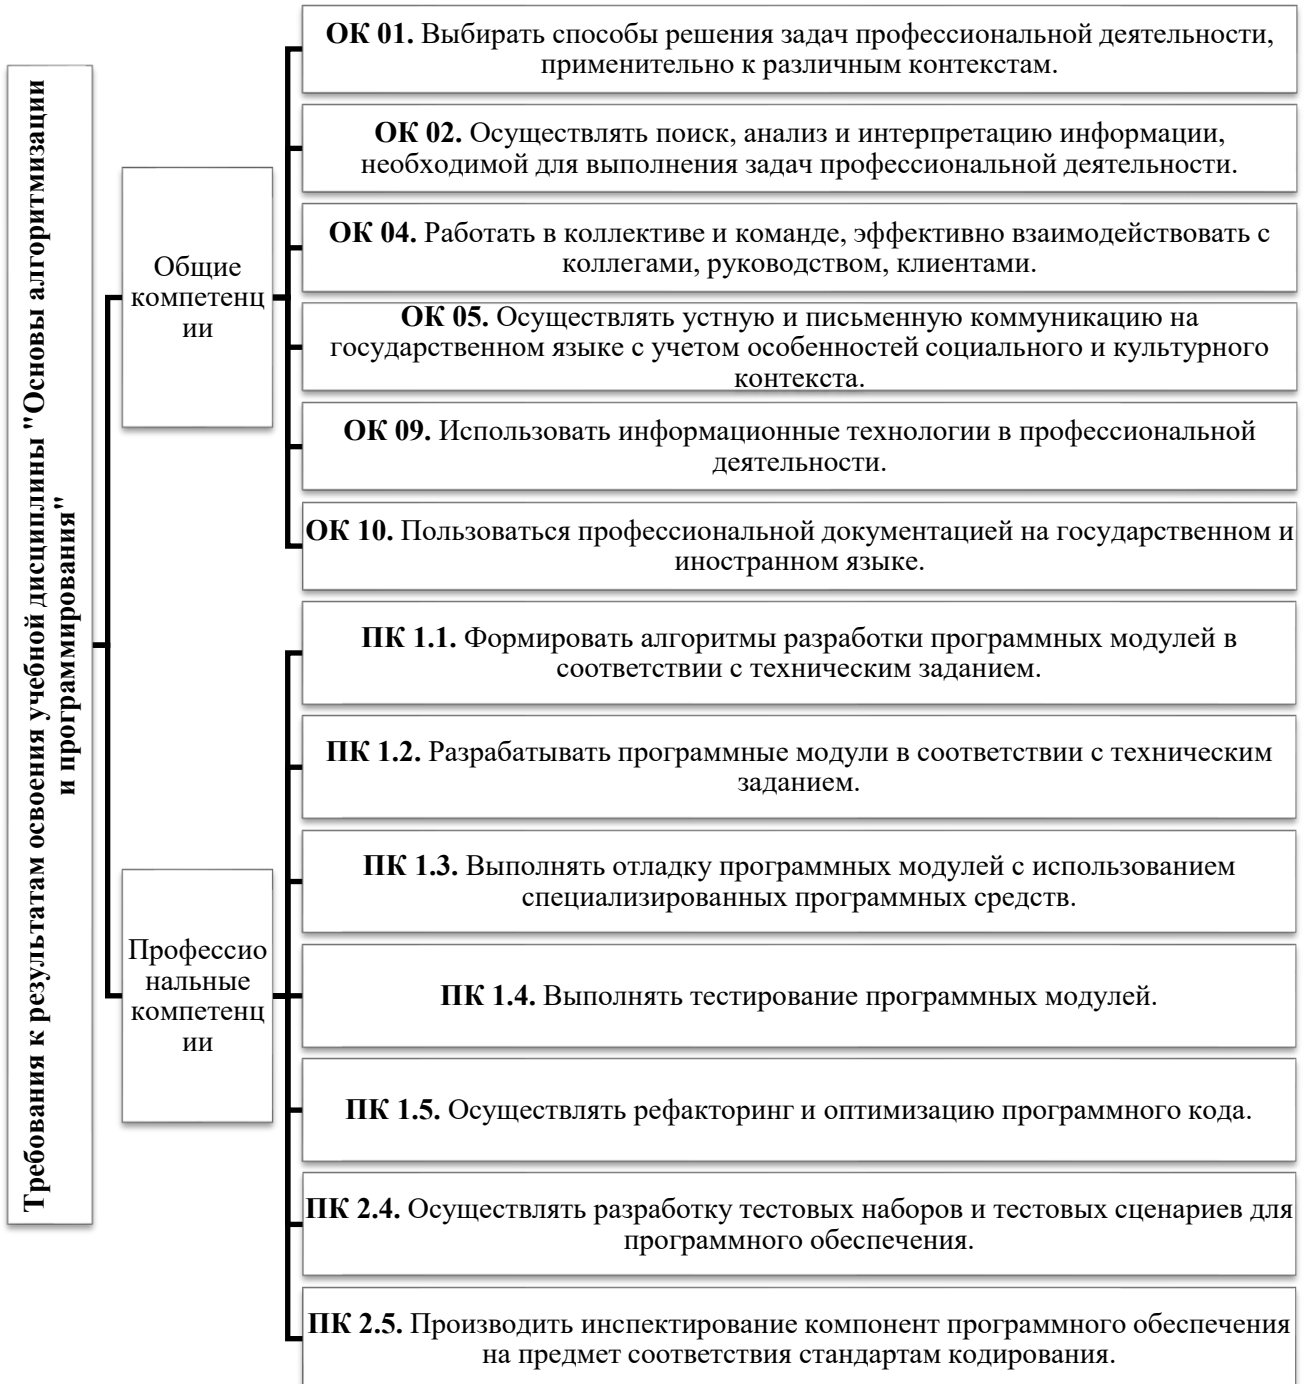 Требования к результатам освоения учебной дисциплины "Основы алгоритмизации
и программирования"
Общие
компетенц
ии
ОК 01. Выбирать способы решения задач профессиональной деятельности,
применительно к различным контекстам.
ОК 02. Осуществлять поиск, анализ и интерпретацию информации,
необходимой для выполнения задач профессиональной деятельности.
ОК 04. Работать в коллективе и команде, эффективно взаимодействовать с
коллегами, руководством, клиентами.
ОК 05. Осуществлять устную и письменную коммуникацию на
государственном языке с учетом особенностей социального и культурного
контекста.
ОК 09. Использовать информационные технологии в профессиональной
деятельности.
ОК 10. Пользоваться профессиональной документацией на государственном и
иностранном языке.
Профессио
нальные
компетенц
ии
ПК 1.1. Формировать алгоритмы разработки программных модулей в
соответствии с техническим заданием.
ПК 1.2. Разрабатывать программные модули в соответствии с техническим
заданием.
ПК 1.3. Выполнять отладку программных модулей с использованием
специализированных программных средств.
ПК 1.4. Выполнять тестирование программных модулей.
ПК 1.5. Осуществлять рефакторинг и оптимизацию программного кода.
ПК 2.4. Осуществлять разработку тестовых наборов и тестовых сценариев для
программного обеспечения.
ПК 2.5. Производить инспектирование компонент программного обеспечения
на предмет соответствия стандартам кодирования.